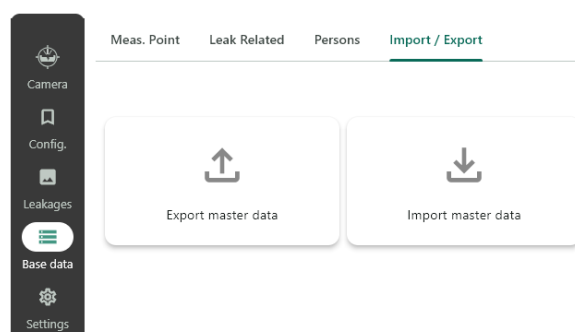 Meas. Point Leak Related Persons Import / Export
Camera
Config.
Leakages
Base data
Settings
Export master data Import master data